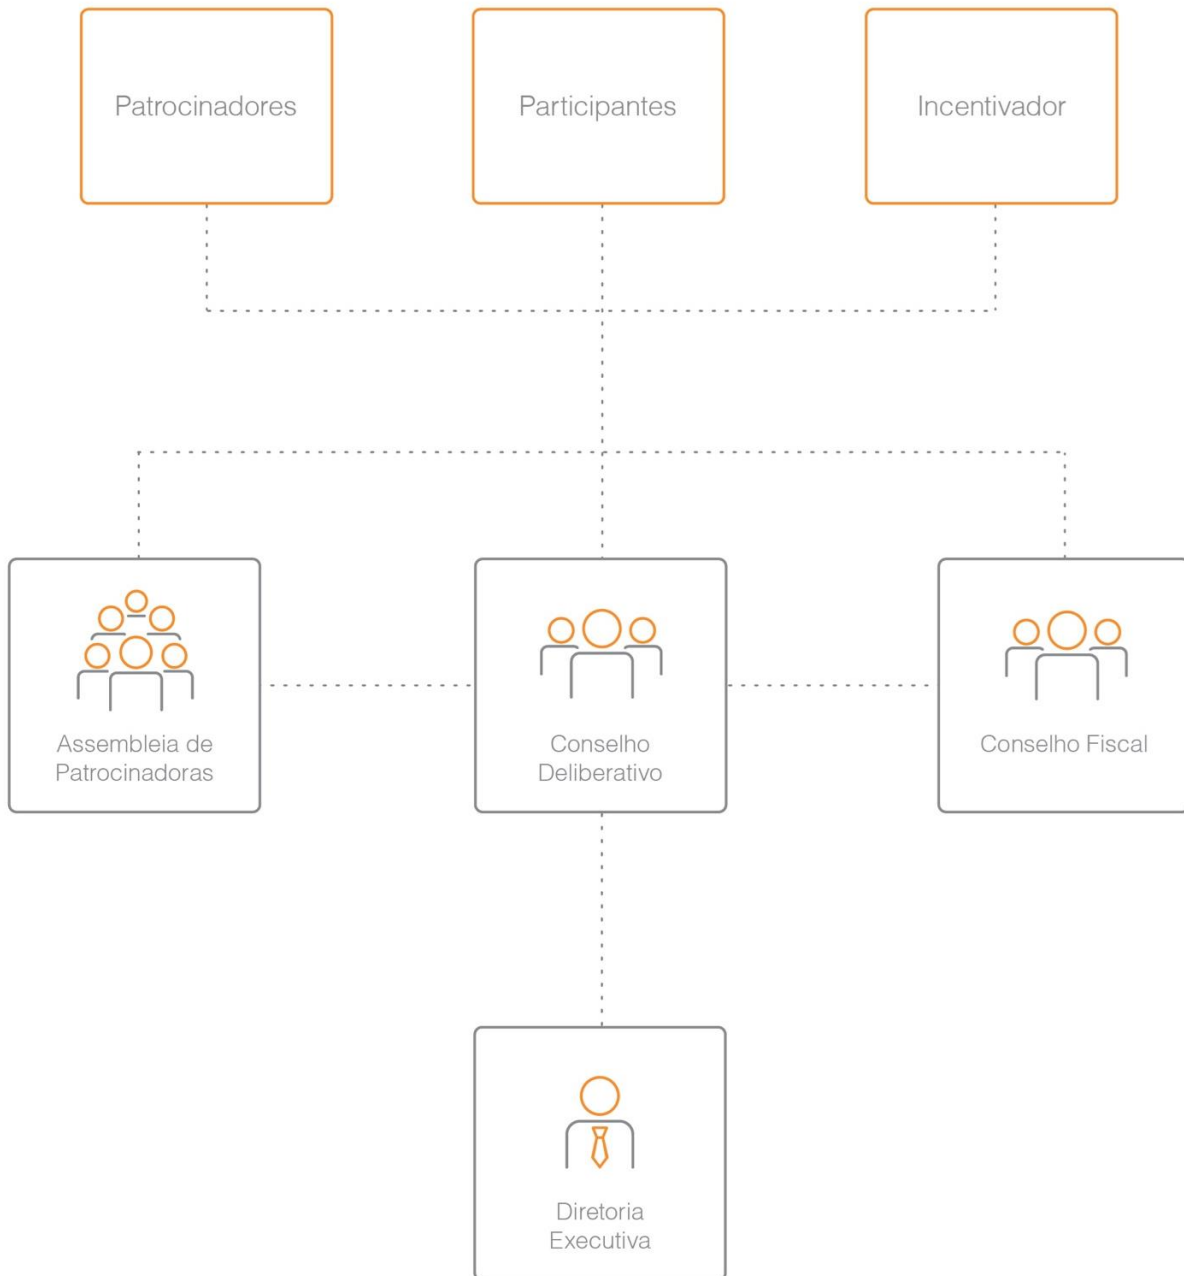 Patrocinadores
Participantes
Incentivador
Assembleia de
Patrocinadoras
Conselho
Deliberativo
Conselho Fiscal
Diretoria
Executiva